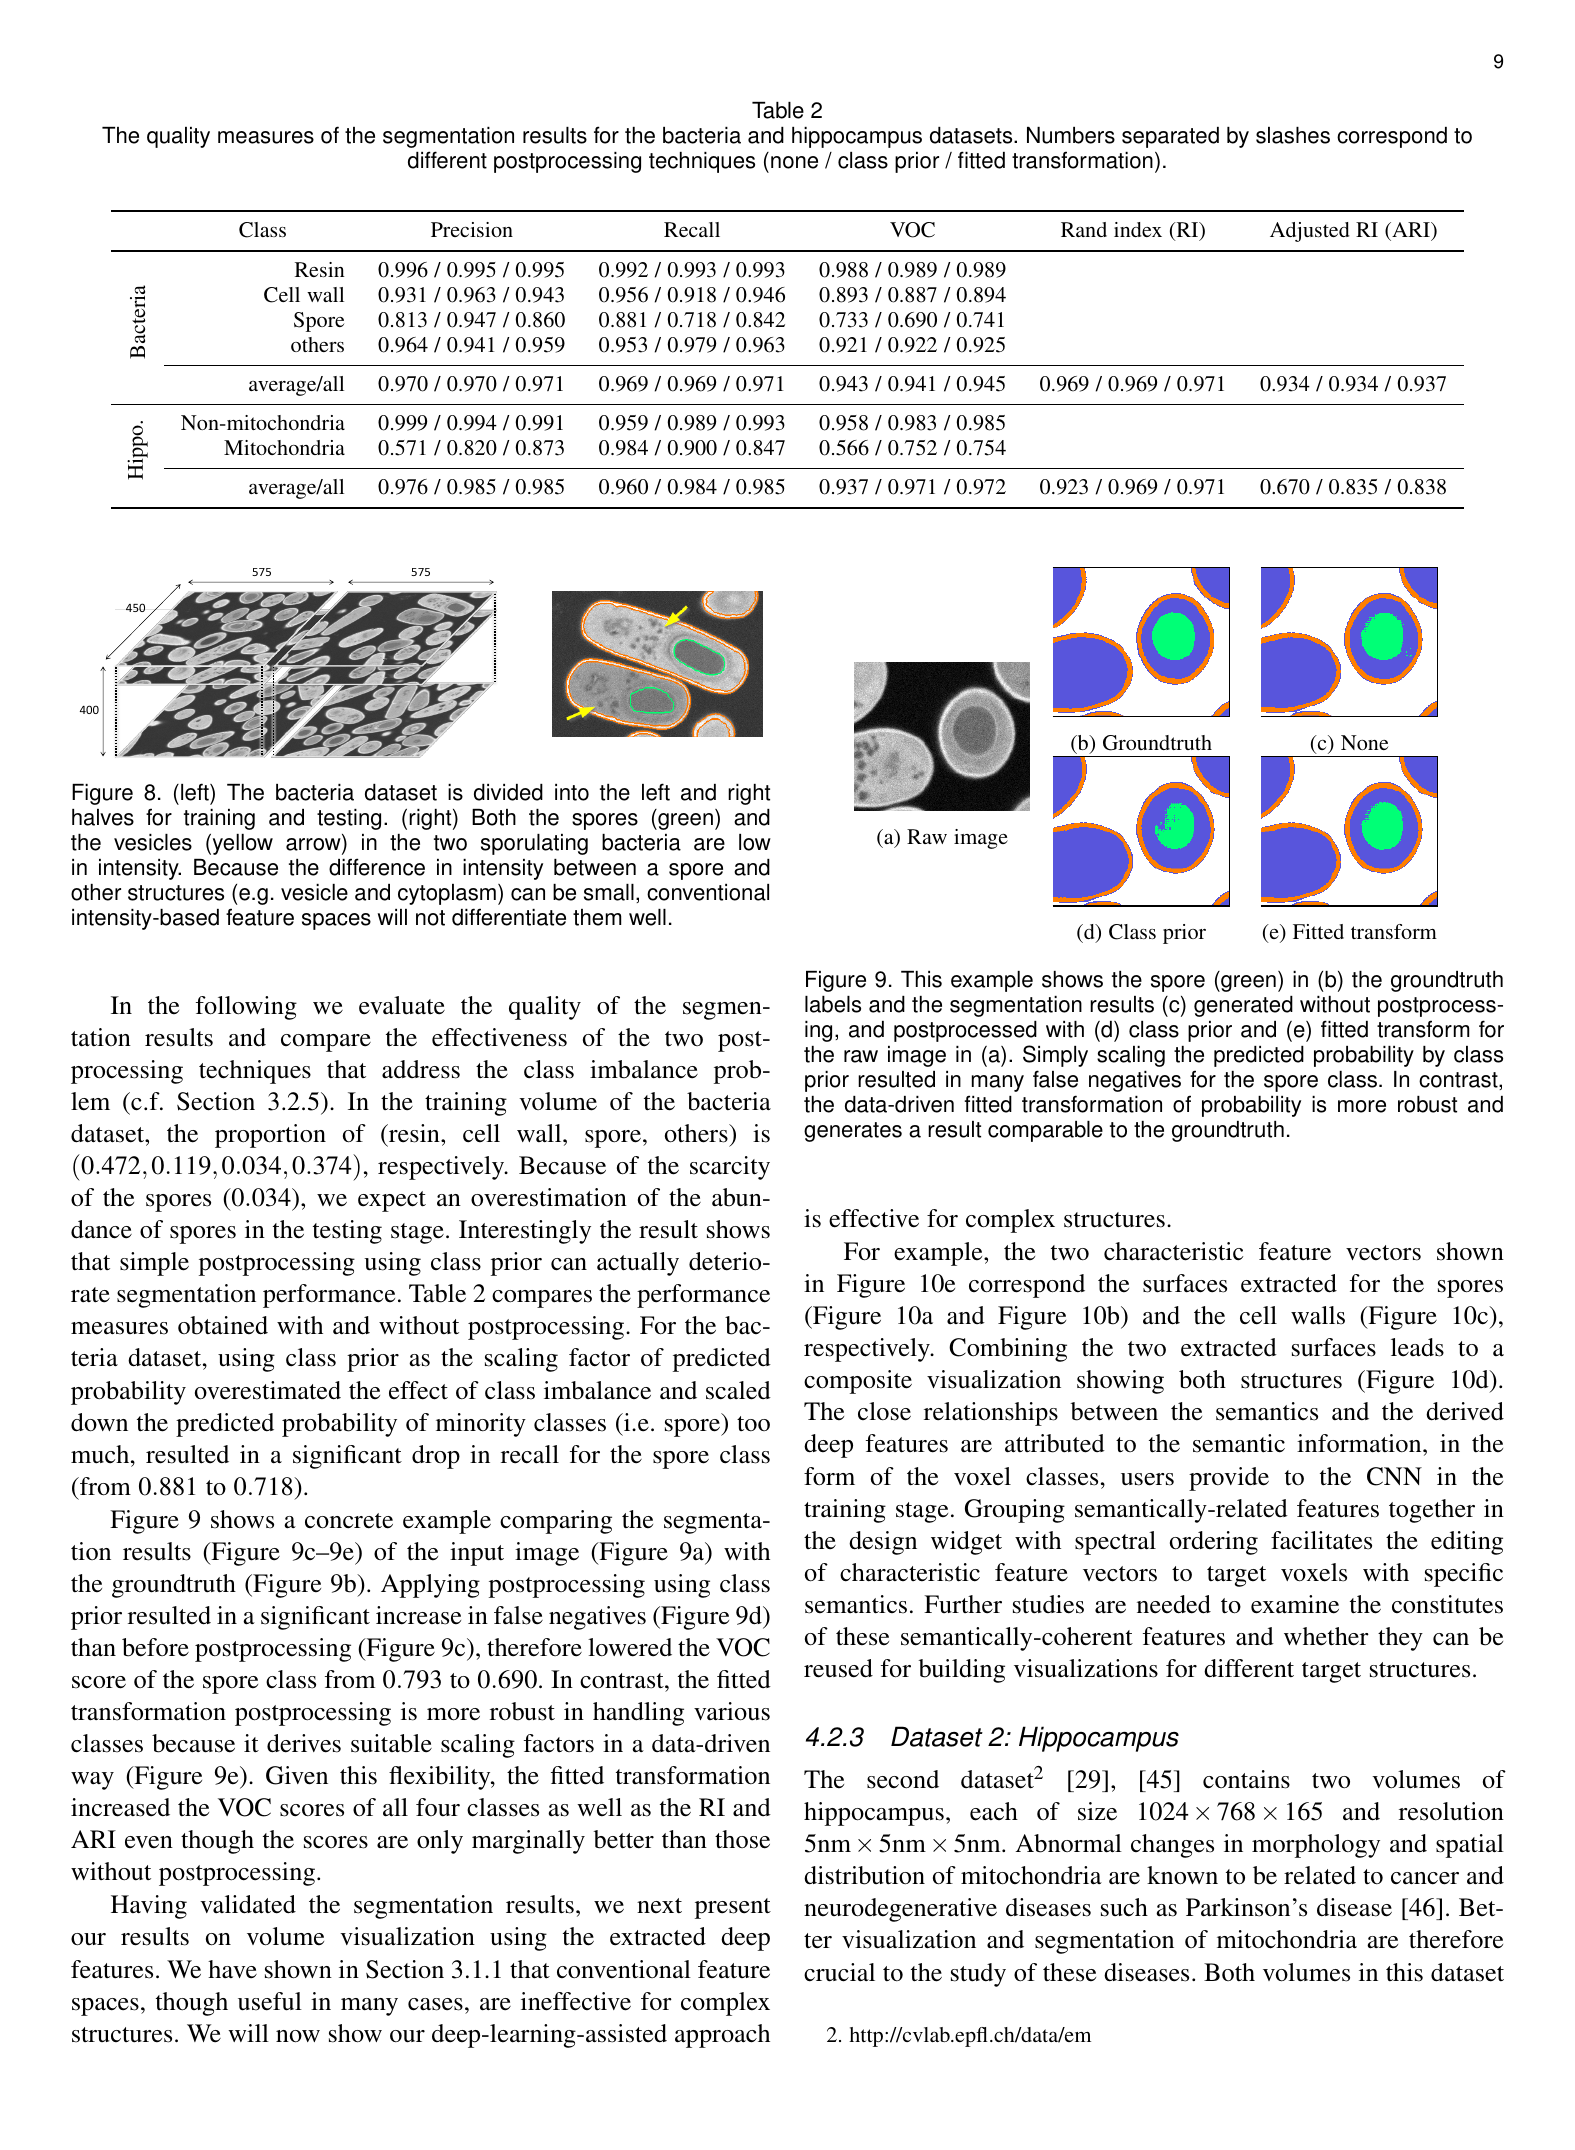 9
Table 2
The quality measures of the segmentation results for the bacteria and hippocampus datasets. Numbers separated by slashes correspond to
different postprocessing techniques (none / class prior / fitted transformation).
Class Precision Recall VOC Rand index (RI) Adjusted RI (ARI)
Bacteria
Resin 0.996 / 0.995 / 0.995 0.992 / 0.993 / 0.993 0.988 / 0.989 / 0.989
Cell wall 0.931 / 0.963 / 0.943 0.956 / 0.918 / 0.946 0.893 / 0.887 / 0.894
Spore 0.813 / 0.947 / 0.860 0.881 / 0.718 / 0.842 0.733 / 0.690 / 0.741
others 0.964 / 0.941 / 0.959 0.953 / 0.979 / 0.963 0.921 / 0.922 / 0.925
average/all 0.970 / 0.970 / 0.971 0.969 / 0.969 / 0.971 0.943 / 0.941 / 0.945 0.969 / 0.969 / 0.971 0.934 / 0.934 / 0.937
Hippo.
Non-mitochondria 0.999 / 0.994 / 0.991 0.959 / 0.989 / 0.993 0.958 / 0.983 / 0.985
Mitochondria 0.571 / 0.820 / 0.873 0.984 / 0.900 / 0.847 0.566 / 0.752 / 0.754
average/all 0.976 / 0.985 / 0.985 0.960 / 0.984 / 0.985 0.937 / 0.971 / 0.972 0.923 / 0.969 / 0.971 0.670 / 0.835 / 0.838
575 575
450
400
Figure 8. (left) The bacteria dataset is divided into the left and right
halves for training and testing. (right) Both the spores (green) and
the vesicles (yellow arrow) in the two sporulating bacteria are low
in intensity. Because the difference in intensity between a spore and
other structures (e.g. vesicle and cytoplasm) can be small, conventional
intensity-based feature spaces will not differentiate them well.
In the following we evaluate the quality of the segmen-
tation results and compare the effectiveness of the two post-
processing techniques that address the class imbalance prob-
lem (c.f. Section 3.2.5). In the training volume of the bacteria
dataset, the proportion of (resin, cell wall, spore, others) is
(0.472,0.119,0.034,0.374), respectively. Because of the scarcity
of the spores (0.034), we expect an overestimation of the abun-
dance of spores in the testing stage. Interestingly the result shows
that simple postprocessing using class prior can actually deterio-
rate segmentation performance. Table 2 compares the performance
measures obtained with and without postprocessing. For the bac-
teria dataset, using class prior as the scaling factor of predicted
probability overestimated the effect of class imbalance and scaled
down the predicted probability of minority classes (i.e. spore) too
much, resulted in a significant drop in recall for the spore class
(from 0.881 to 0.718).
Figure 9 shows a concrete example comparing the segmenta-
tion results (Figure 9c–9e) of the input image (Figure 9a) with
the groundtruth (Figure 9b). Applying postprocessing using class
prior resulted in a significant increase in false negatives (Figure 9d)
than before postprocessing (Figure 9c), therefore lowered the VOC
score of the spore class from 0.793 to 0.690. In contrast, the fitted
transformation postprocessing is more robust in handling various
classes because it derives suitable scaling factors in a data-driven
way (Figure 9e). Given this flexibility, the fitted transformation
increased the VOC scores of all four classes as well as the RI and
ARI even though the scores are only marginally better than those
without postprocessing.
Having validated the segmentation results, we next present
our results on volume visualization using the extracted deep
features. We have shown in Section 3.1.1 that conventional feature
spaces, though useful in many cases, are ineffective for complex
structures. We will now show our deep-learning-assisted approach
(a) Raw image
(b) Groundtruth
(c) None
(d) Class prior
(e) Fitted transform
Figure 9. This example shows the spore (green) in (b) the groundtruth
labels and the segmentation results (c) generated without postprocess-
ing, and postprocessed with (d) class prior and (e) fitted transform for
the raw image in (a). Simply scaling the predicted probability by class
prior resulted in many false negatives for the spore class. In contrast,
the data-driven fitted transformation of probability is more robust and
generates a result comparable to the groundtruth.
is effective for complex structures.
For example, the two characteristic feature vectors shown
in Figure 10e correspond the surfaces extracted for the spores
(Figure 10a and Figure 10b) and the cell walls (Figure 10c),
respectively. Combining the two extracted surfaces leads to a
composite visualization showing both structures (Figure 10d).
The close relationships between the semantics and the derived
deep features are attributed to the semantic information, in the
form of the voxel classes, users provide to the CNN in the
training stage. Grouping semantically-related features together in
the design widget with spectral ordering facilitates the editing
of characteristic feature vectors to target voxels with specific
semantics. Further studies are needed to examine the constitutes
of these semantically-coherent features and whether they can be
reused for building visualizations for different target structures.
4.2.3 Dataset 2: Hippocampus
The second dataset2 [29], [45] contains two volumes of
hippocampus, each of size 1024 × 768 × 165 and resolution
5nm × 5nm × 5nm. Abnormal changes in morphology and spatial
distribution of mitochondria are known to be related to cancer and
neurodegenerative diseases such as Parkinson's disease [46]. Bet-
ter visualization and segmentation of mitochondria are therefore
crucial to the study of these diseases. Both volumes in this dataset
2. http://cvlab.epfl.ch/data/em